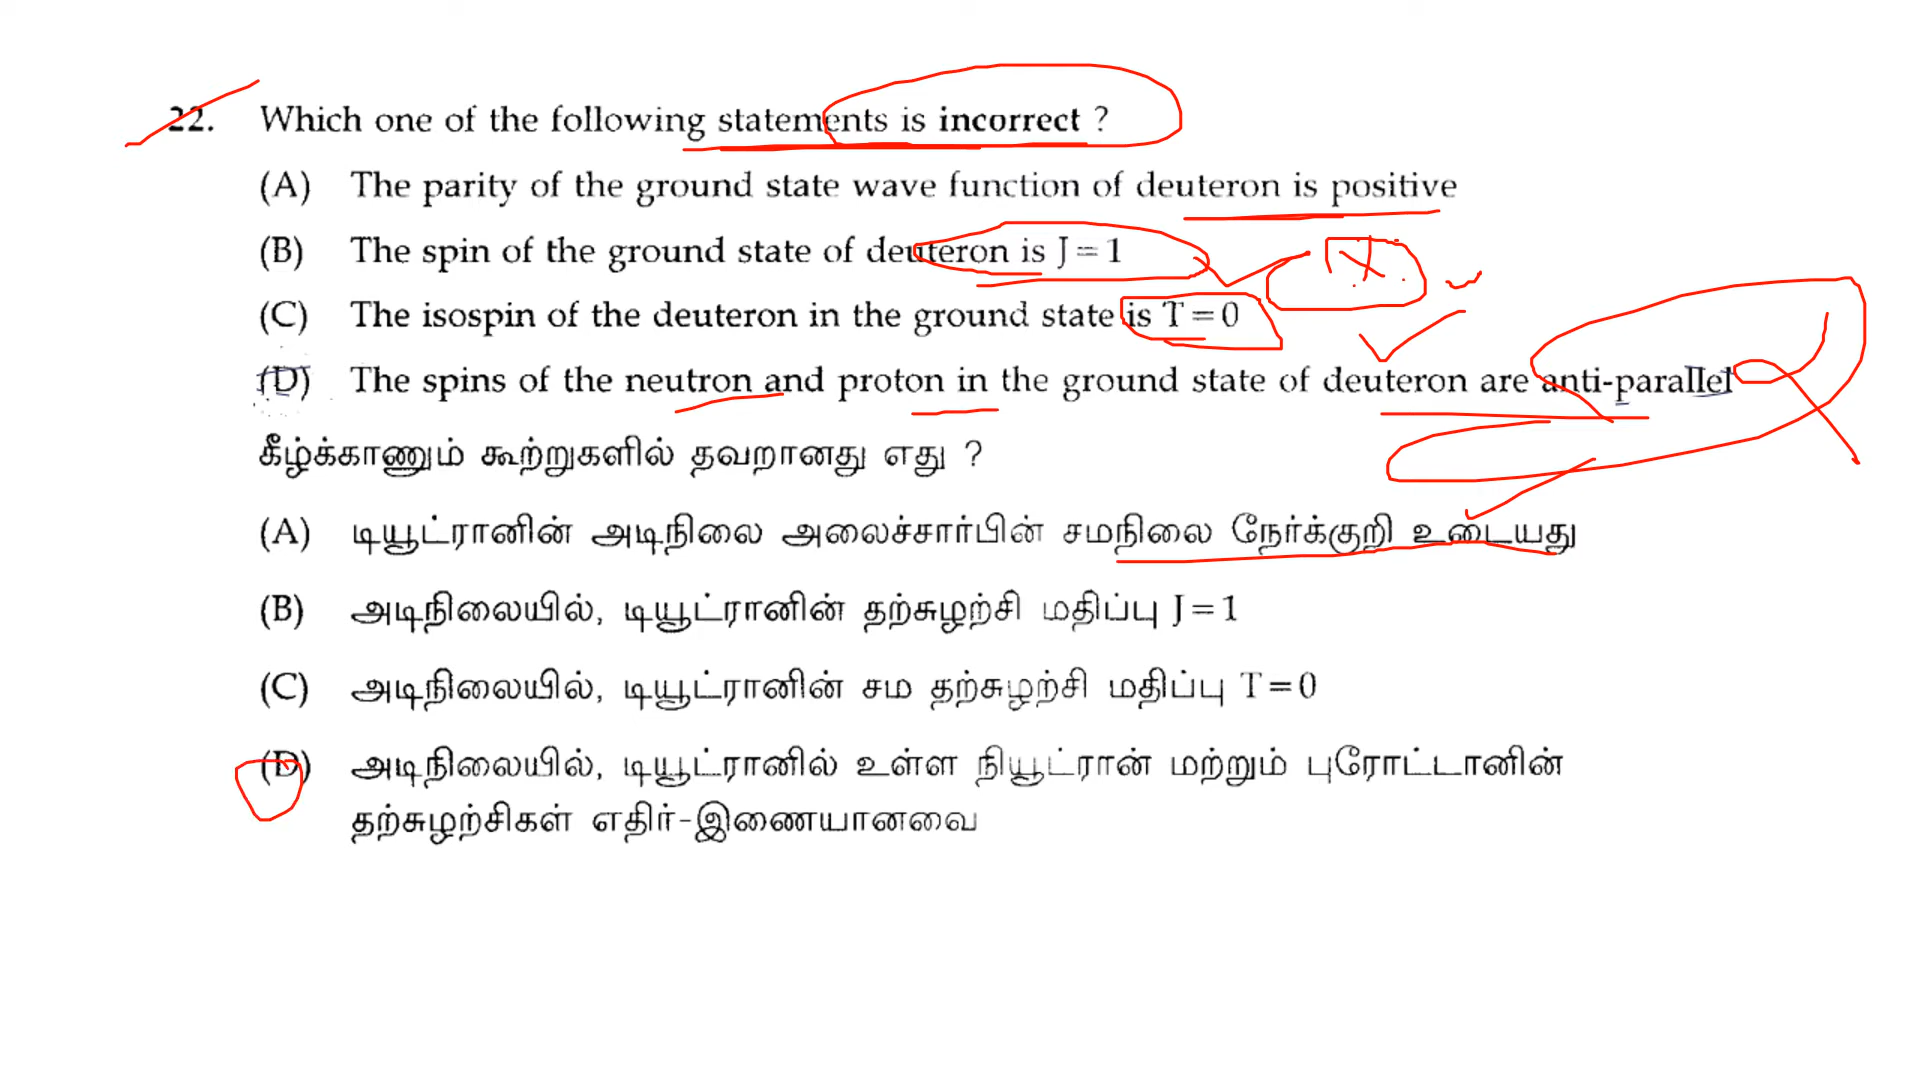 22. Which one of the following statements is incorrect ?
(A) The parity of the ground state wave function of deuteron is positive
(B) The spin of the ground state of deuteron is J = 1
(C) The isospin of the deuteron in the ground state is T = 0
(D) The spins of the neutron and proton in the ground state of deuteron are anti-parallel
கீழ்க்காணும் கூற்றுகளில் தவறானது எது ?
(A) டியூட்ரானின் அடிநிலை அலைச்சார்பின் சமநிலை நேர்க்குறி உடையது
(B) அடிநிலையில், டியூட்ரானின் தற்சுழற்சி மதிப்பு J = 1
(C) அடிநிலையில், டியூட்ரானின் சம தற்சுழற்சி மதிப்பு T = 0
(D) அடிநிலையில், டியூட்ரானில் உள்ள நியூட்ரான் மற்றும் புரோட்டானின்
தற்சுழற்சிகள் எதிர்-இணையானவை